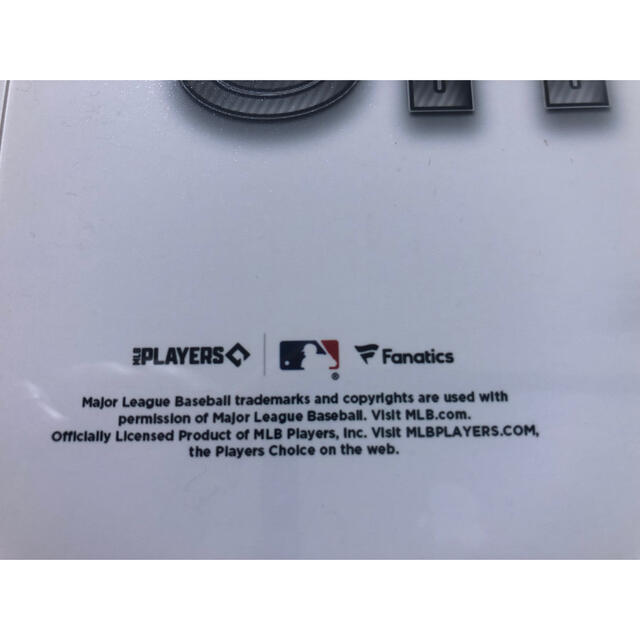 MLB PLAYERS Fanatics
Major League Baseball trademarks and copyrights are used with
permission of Major League Baseball. Visit MLB.com.
Officially Licensed Product of MLB Players, Inc. Visit MLBPLAYERS.COM,
the Players Choice on the web.